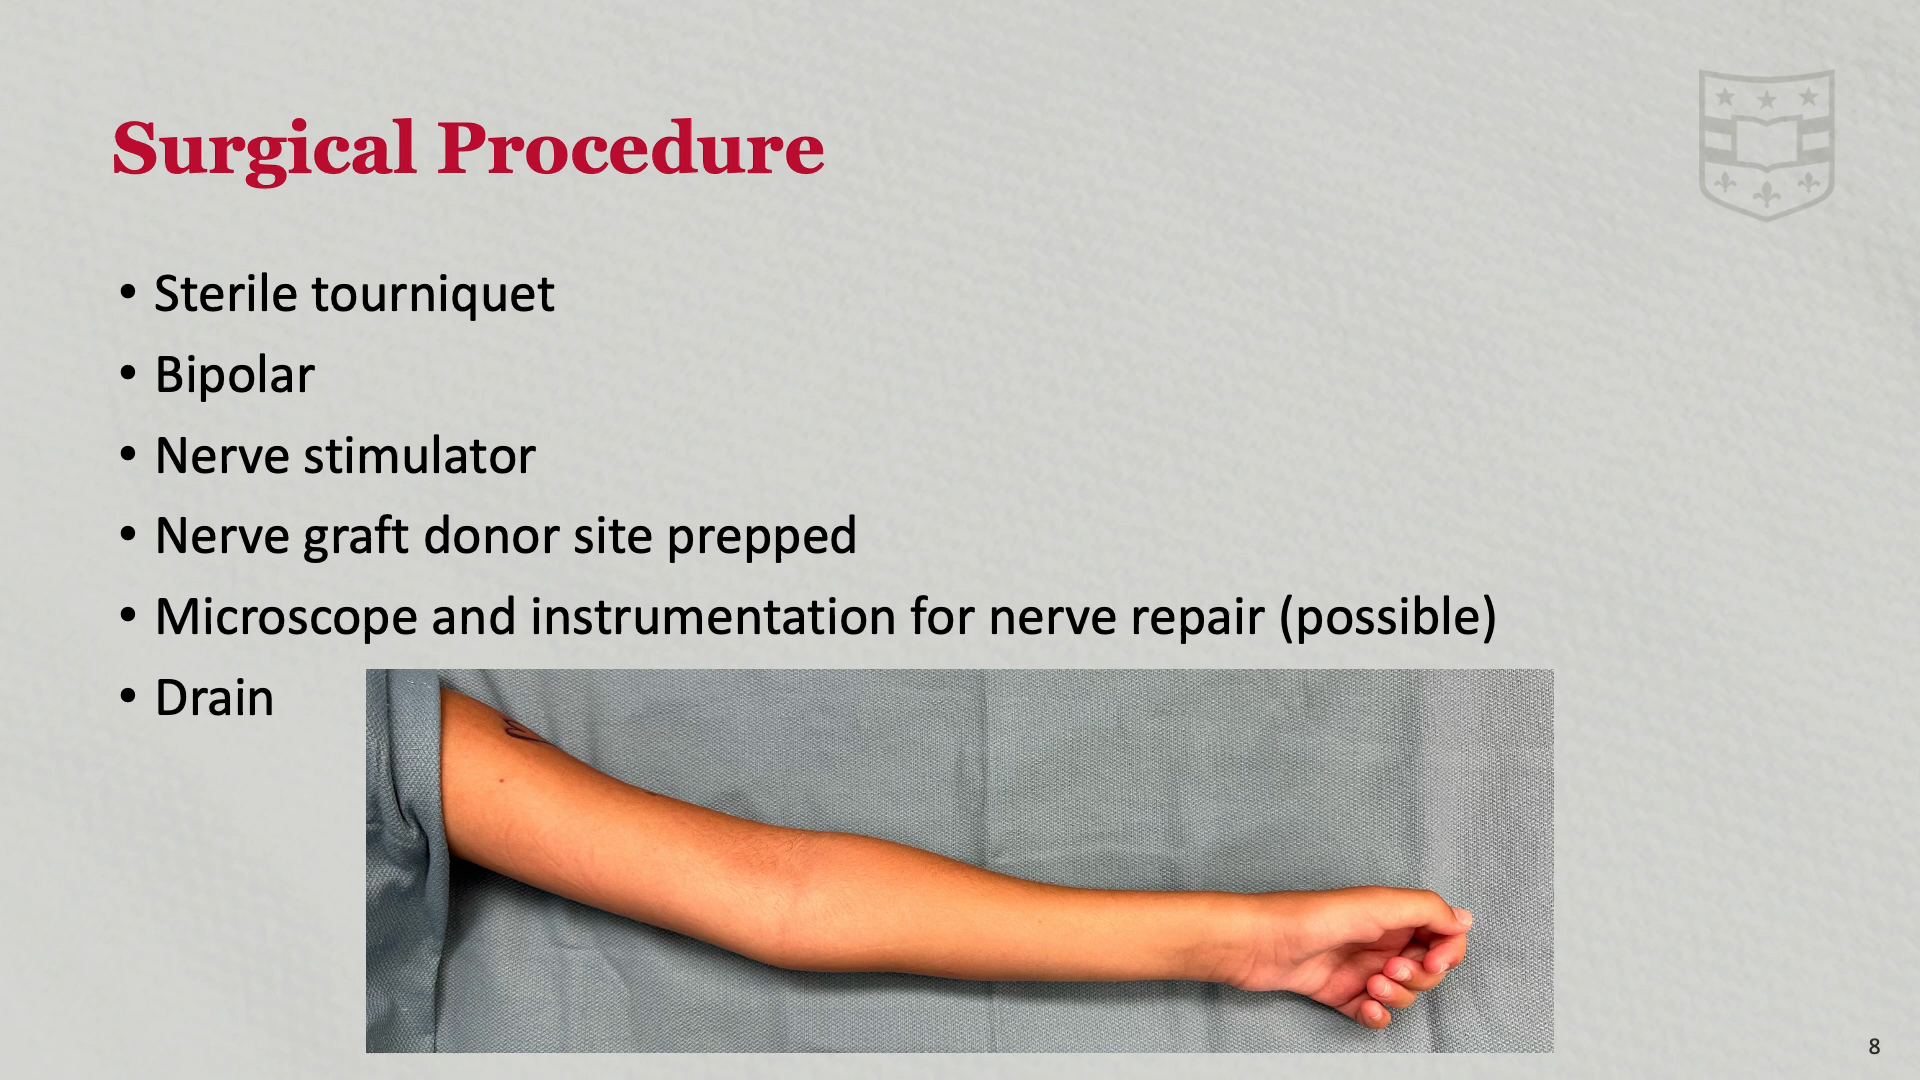 Surgical Procedure
• Sterile tourniquet
• Bipolar
• Nerve stimulator
• Nerve graft donor site prepped
• Microscope and instrumentation for nerve repair (possible)
• Drain
8